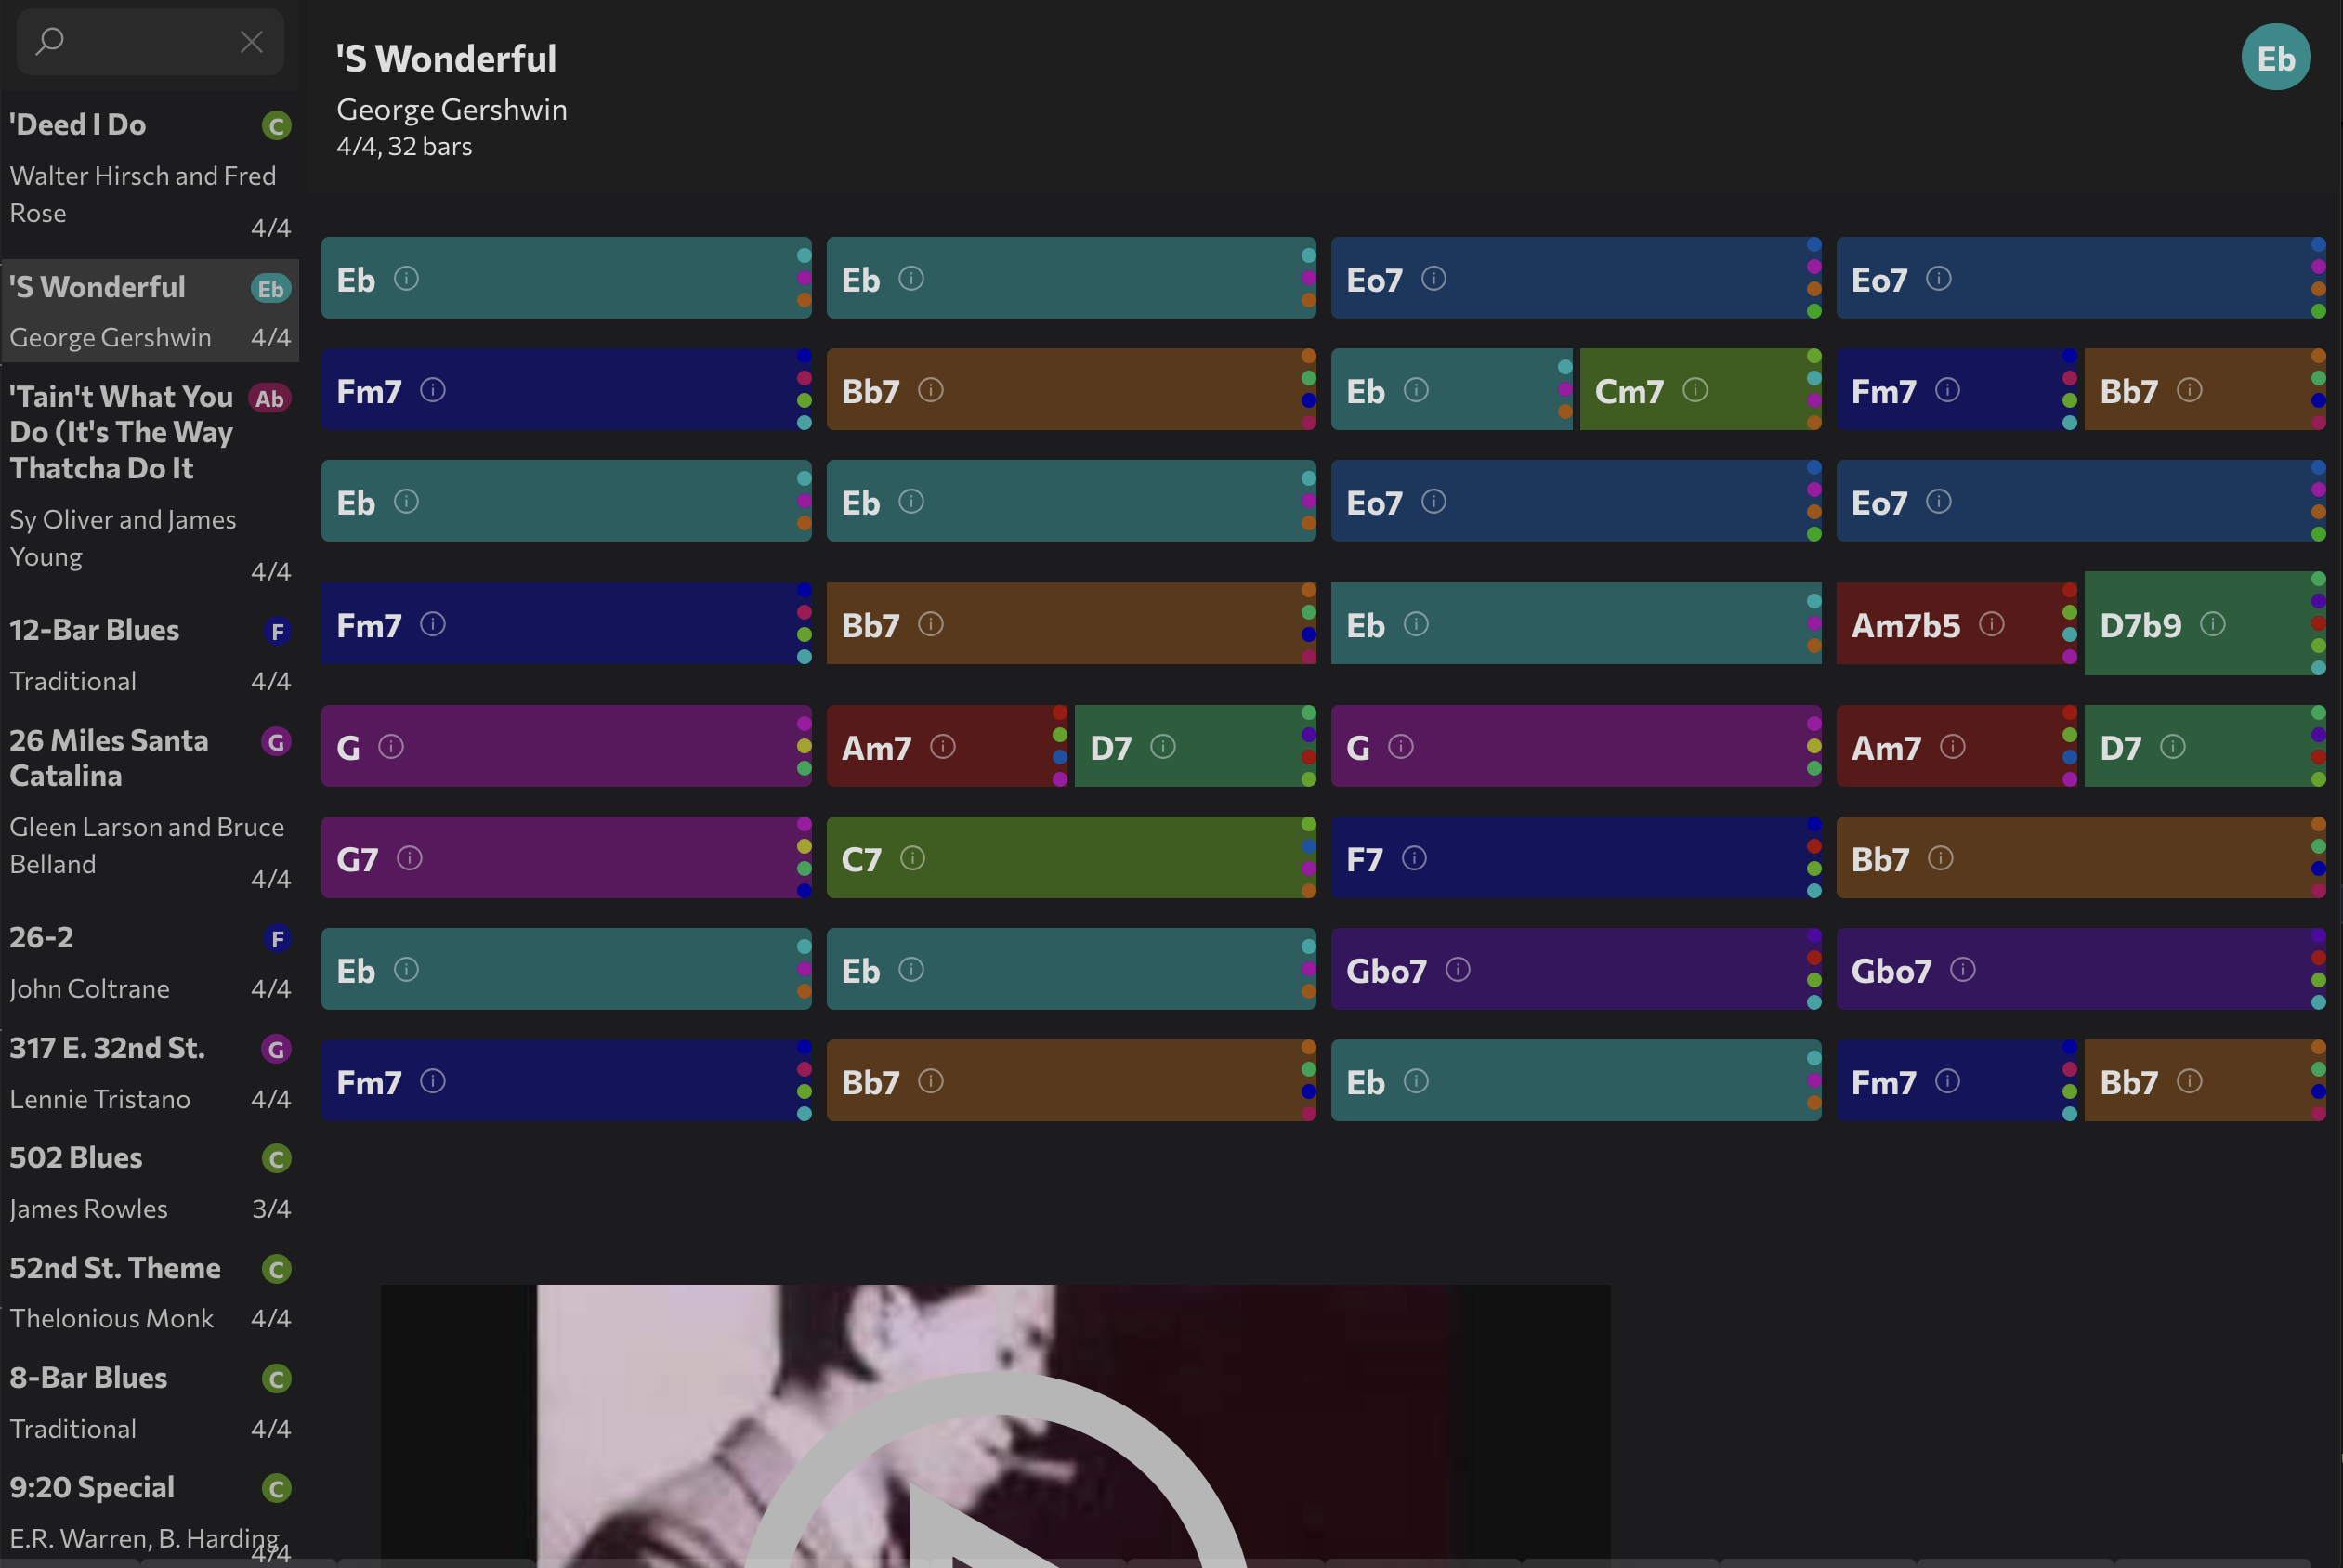 'Deed I Do C
Walter Hirsch and Fred
Rose
4/4
'S Wonderful Eb
George Gershwin 4/4
'Tain't What You Ab
Do (It's The Way
Thatcha Do It
Sy Oliver and James
Young
4/4
12-Bar Blues F
Traditional 4/4
26 Miles Santa G
Catalina
Gleen Larson and Bruce
Belland
4/4
26-2 F
John Coltrane 4/4
317 E. 32nd St. G
Lennie Tristano 4/4
502 Blues C
James Rowles 3/4
52nd St. Theme C
Thelonious Monk 4/4
8-Bar Blues C
Traditional 4/4
9:20 Special C
E.R. Warren, B. Harding
4/4
'S Wonderful Eb
George Gershwin
4/4, 32 bars
Eb Eb Eo7 Eo7
Fm7 Bb7 Eb Cm7 Fm7 Bb7
Eb Eb Eo7 Eo7
Fm7 Bb7 Eb Am7b5 D7b9
G Am7 D7 G Am7 D7
G7 C7 F7 Bb7
Eb Eb Gbo7 Gbo7
Fm7 Bb7 Eb Fm7 Bb7